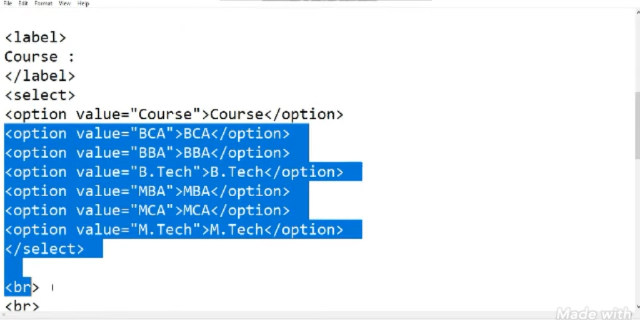 File Edit Format View Help
<label>
Course :
</label>
<select>
<option value="Course">Course</option>
<option value="BCA">BCA</option>
<option value="BBA">BBA</option>
<option value="B.Tech">B.Tech</option>
<option value="MBA">MBA</option>
<option value="MCA">MCA</option>
<option value="M.Tech">M.Tech</option>
</select>
<br>
<br>
Made with